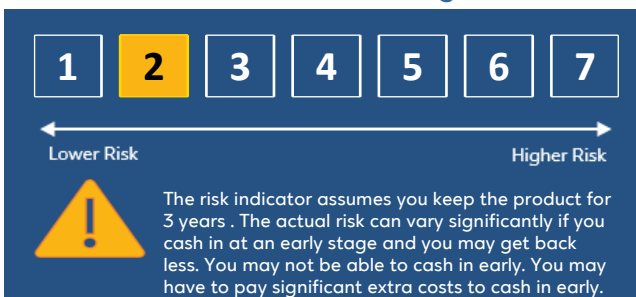 1 2 3 4 5 6 7
Lower Risk Higher Risk
!
The risk indicator assumes you keep the product for
3 years . The actual risk can vary significantly if you
cash in at an early stage and you may get back
less. You may not be able to cash in early. You may
have to pay significant extra costs to cash in early.